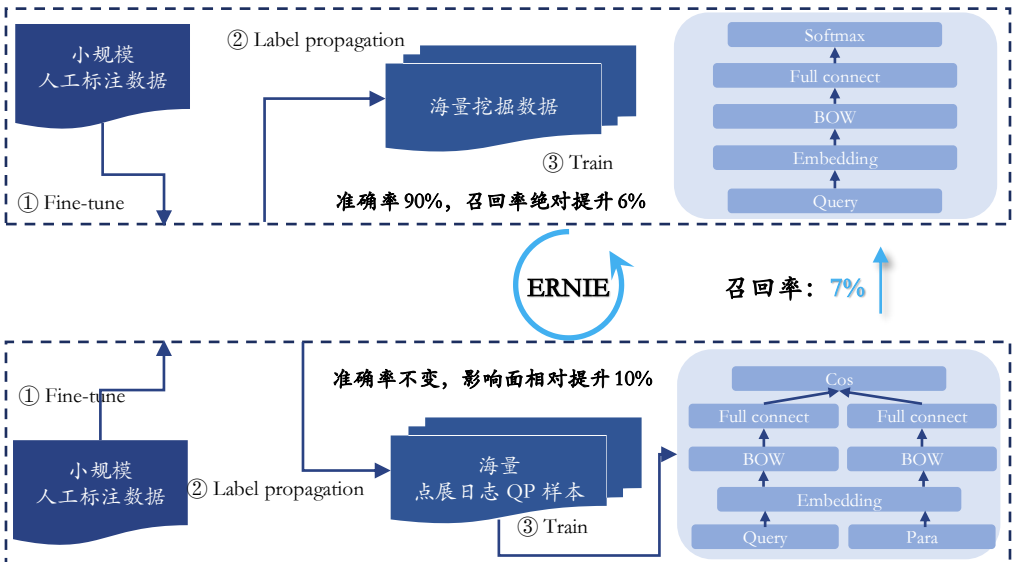 小规模
人工标注数据
② Label propagation
海量挖掘数据
③ Train
① Fine-tune
准确率 90%，召回率绝对提升 6%
Softmax
Full connect
BOW
Embedding
Query
ERNIE
召回率：7%
① Fine-tune
准确率不变，影响面相对提升 10%
小规模
人工标注数据
② Label propagation
海量
点展日志 QP 样本
③ Train
Cos
Full connect Full connect
BOW BOW
Embedding
Query Para